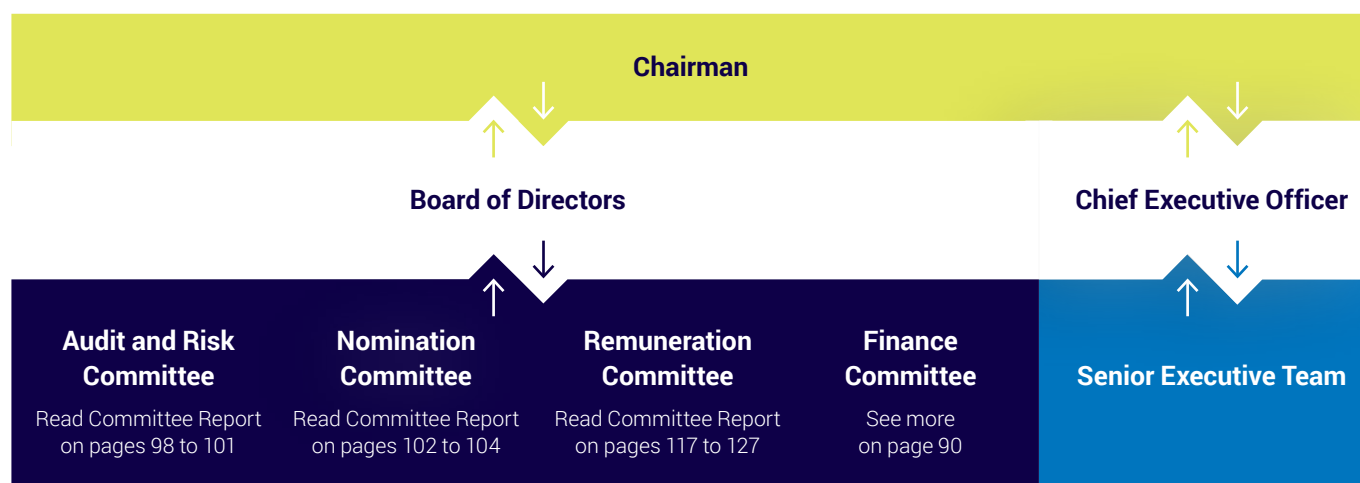 Chairman
Board of Directors
Chief Executive Officer
Audit and Risk
Committee
Read Committee Report
on pages 98 to 101
Nomination
Committee
Read Committee Report
on pages 102 to 104
Remuneration
Committee
Read Committee Report
on pages 117 to 127
Finance
Committee
See more
on page 90
Senior Executive Team